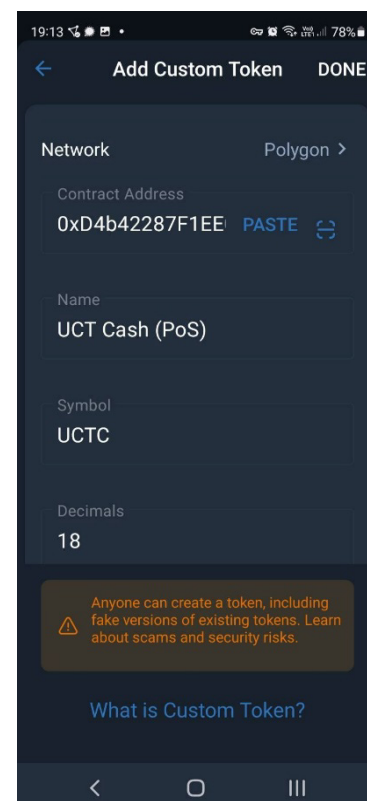 19:13 78%
Add Custom Token DONE
Network Polygon >
Contract Address
0xD4b42287F1EE PASTE
Name
UCT Cash (PoS)
Symbol
UCTC
Decimals
18
Anyone can create a token, including
fake versions of existing tokens. Learn
about scams and security risks.
What is Custom Token?